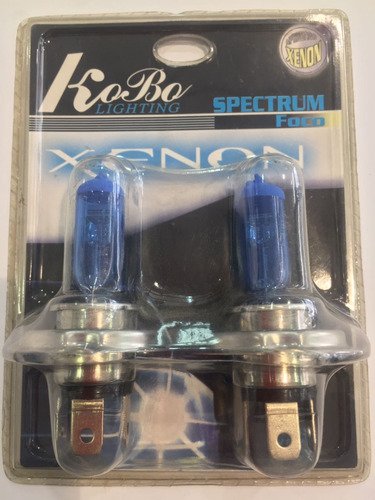 KoBo
LIGHTING
XENON
SPECTRUM
Foco
XENON